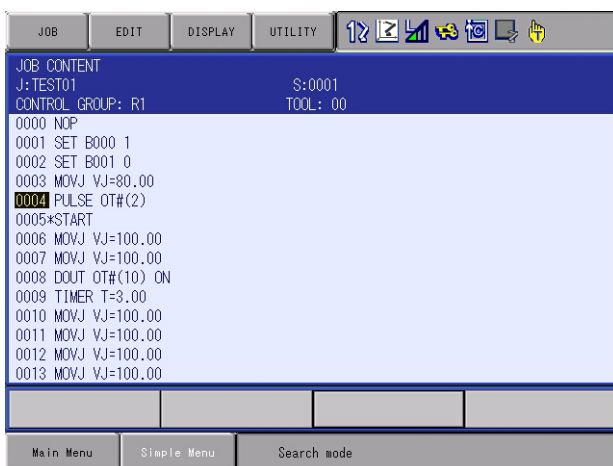 JOB EDIT DISPLAY UTILITY
JOB CONTENT
J:TEST01 S:0001
CONTROL GROUP: R1 TOOL: 00
0000 NOP
0001 SET B000 1
0002 SET B001 0
0003 MOVJ VJ=80.00
0004 PULSE OT#(2)
0005*START
0006 MOVJ VJ=100.00
0007 MOVJ VJ=100.00
0008 DOUT OT#(10) ON
0009 TIMER T=3.00
0010 MOVJ VJ=100.00
0011 MOVJ VJ=100.00
0012 MOVJ VJ=100.00
0013 MOVJ VJ=100.00
Main Menu Simple Menu Search mode